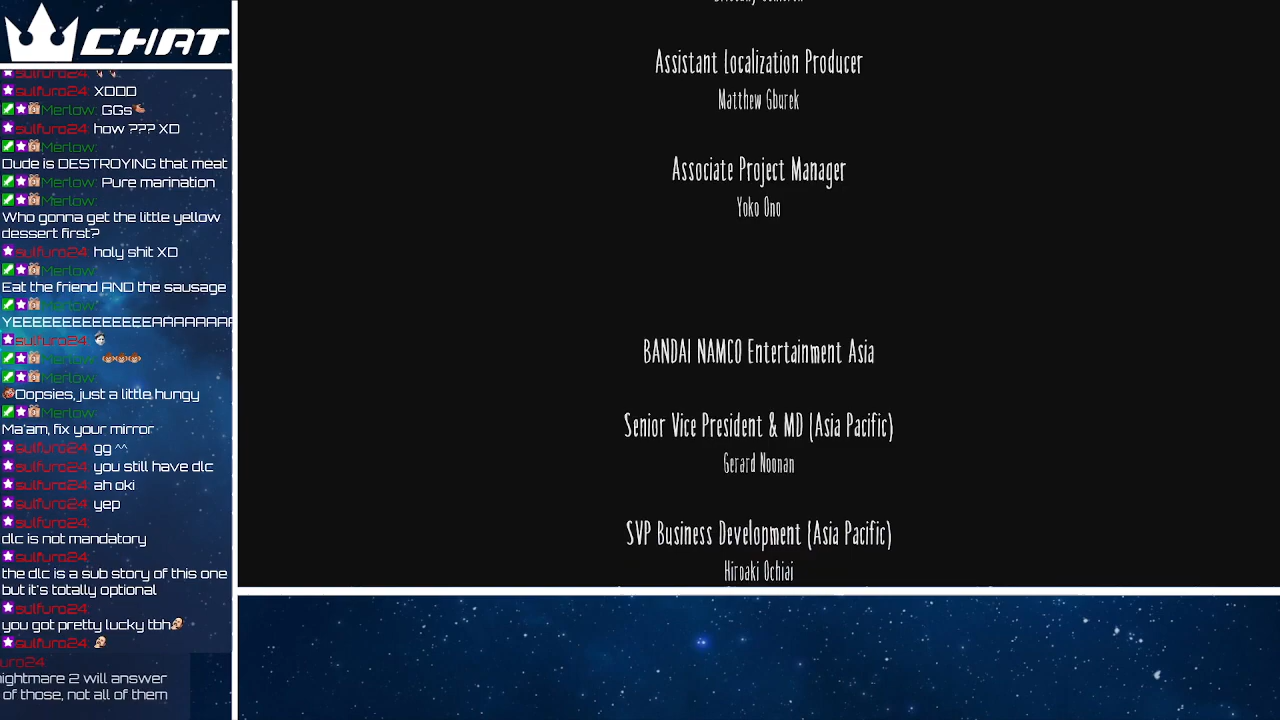 CHAT
sulfuro24:
sulfuro24: XDDD
Merlow: GGs
sulfuro24: how ??? XD
Merlow:
Dude is DESTROYING that meat
Merlow: Pure marination
Merlow:
Who gonna get the little yellow
dessert first?
sulfuro24: holy shit XD
Merlow:
Eat the friend AND the sausage
Merlow:
sulfuro24:
Merlow:
Merlow:
Oopsies, just a little hungy
Merlow:
Ma'am, fix your mirror
sulfuro24: gg ^^
sulfuro24: you still have dlc
sulfuro24: ah oki
sulfuro24: yep
sulfuro24:
dlc is not mandatory
sulfuro24:
the dlc is a sub story of this one
but it's totally optional
sulfuro24:
you got pretty lucky tbh
sulfuro24:
uro24:
ightmare 2 will answer
of those, not all of them
Assistant Localization Producer
Matthew Gburek
Associate Project Manager
Yoko Ono
BANDAI NAMCO Entertainment Asia
Senior Vice President & MD (Asia Pacific)
Gerard Noonan
SVP Business Development (Asia Pacific)
Hiroaki Ochiai